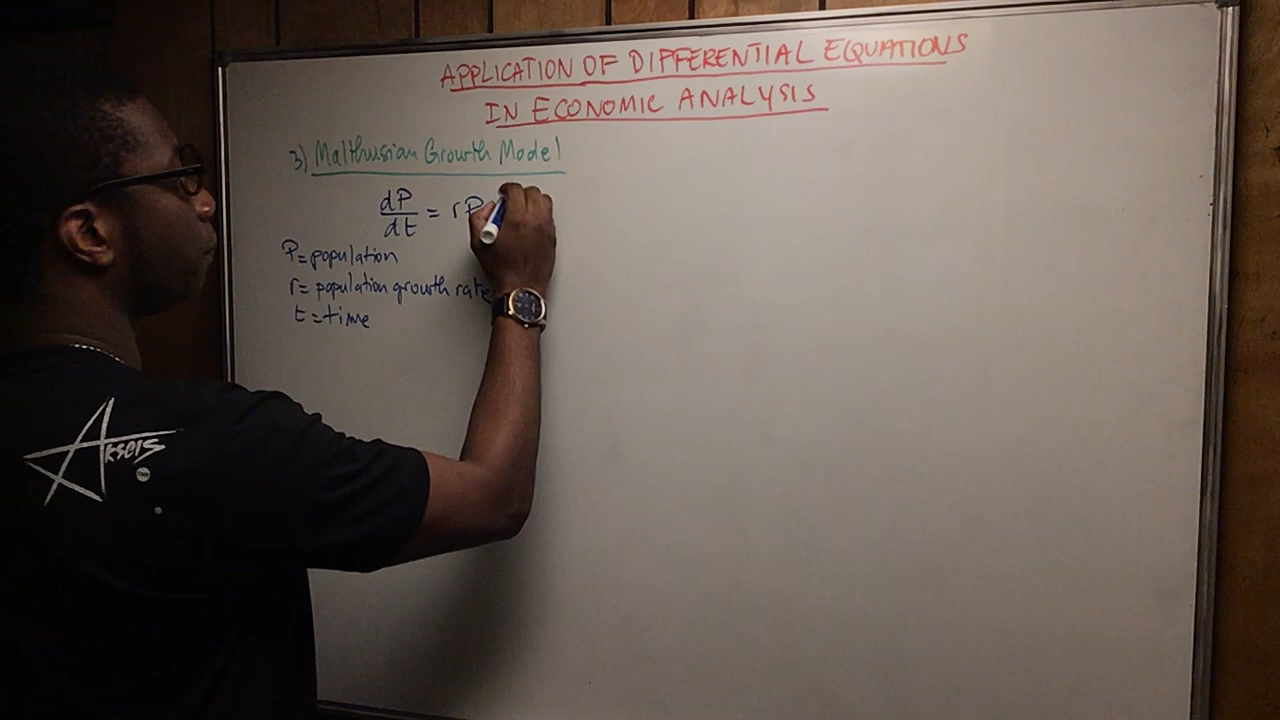 APPLICATION OF DIFFERENTIAL EQUATIONS
IN ECONOMIC ANALYSIS
3) Malthusian Growth Model
dP/dt = rP
P = population
r = population growth rate
t = time
AKSEIS